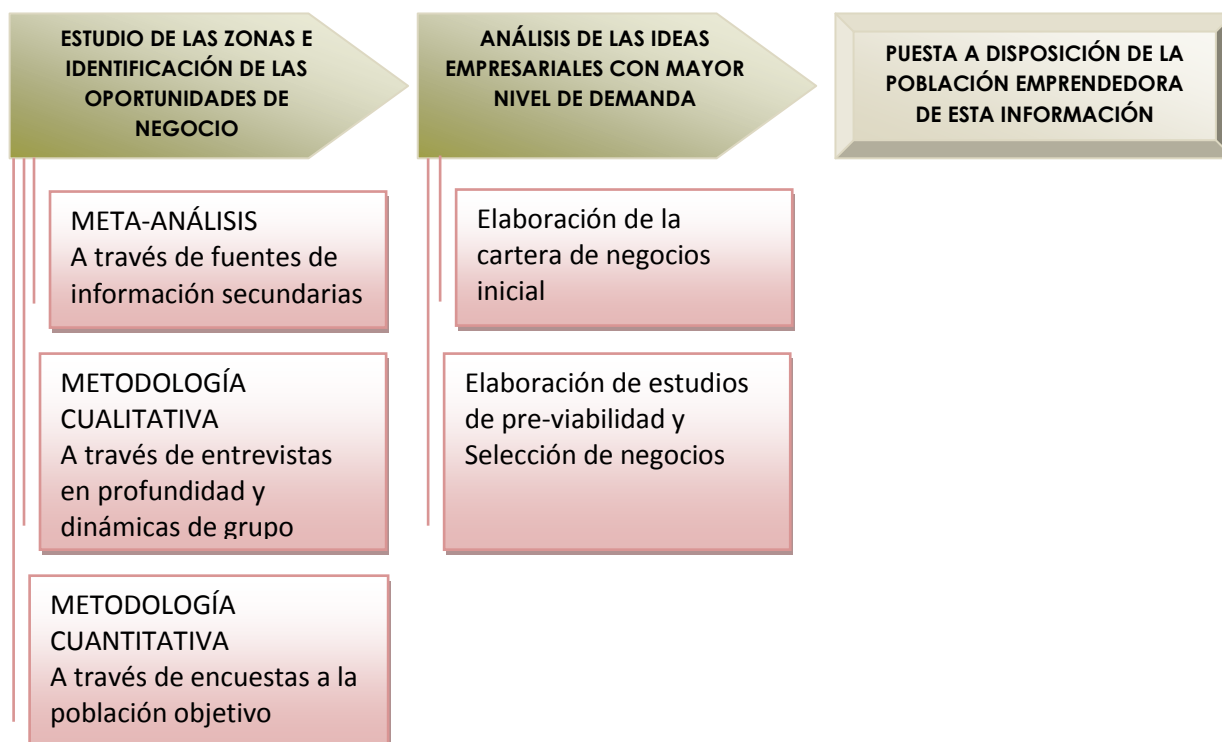 ESTUDIO DE LAS ZONAS E
IDENTIFICACIÓN DE LAS
OPORTUNIDADES DE
NEGOCIO
ANÁLISIS DE LAS IDEAS
EMPRESARIALES CON MAYOR
NIVEL DE DEMANDA
PUESTA A DISPOSICIÓN DE LA
POBLACIÓN EMPRENDEDORA
DE ESTA INFORMACIÓN
META-ANÁLISIS
A través de fuentes de
información secundarias
METODOLOGÍA
CUALITATIVA
A través de entrevistas
en profundidad y
dinámicas de grupo
METODOLOGÍA
CUANTITATIVA
A través de encuestas a la
población objetivo
Elaboración de la
cartera de negocios
inicial
Elaboración de estudios
de pre-viabilidad y
Selección de negocios